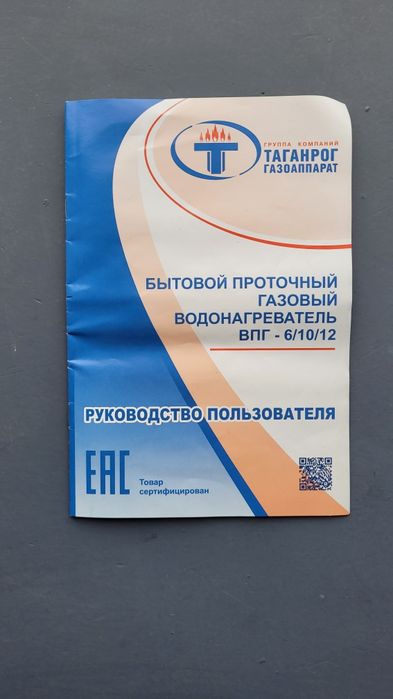 ГРУППА КОМПАНИЙ
Т ТАГАНРОГ
ГАЗОАППАРАТ
БЫТОВОЙ ПРОТОЧНЫЙ
ГАЗОВЫЙ
ВОДОНАГРЕВАТЕЛЬ
ВПГ - 6/10/12
РУКОВОДСТВО ПОЛЬЗОВАТЕЛЯ
ЕАС
Товар
сертифицирован